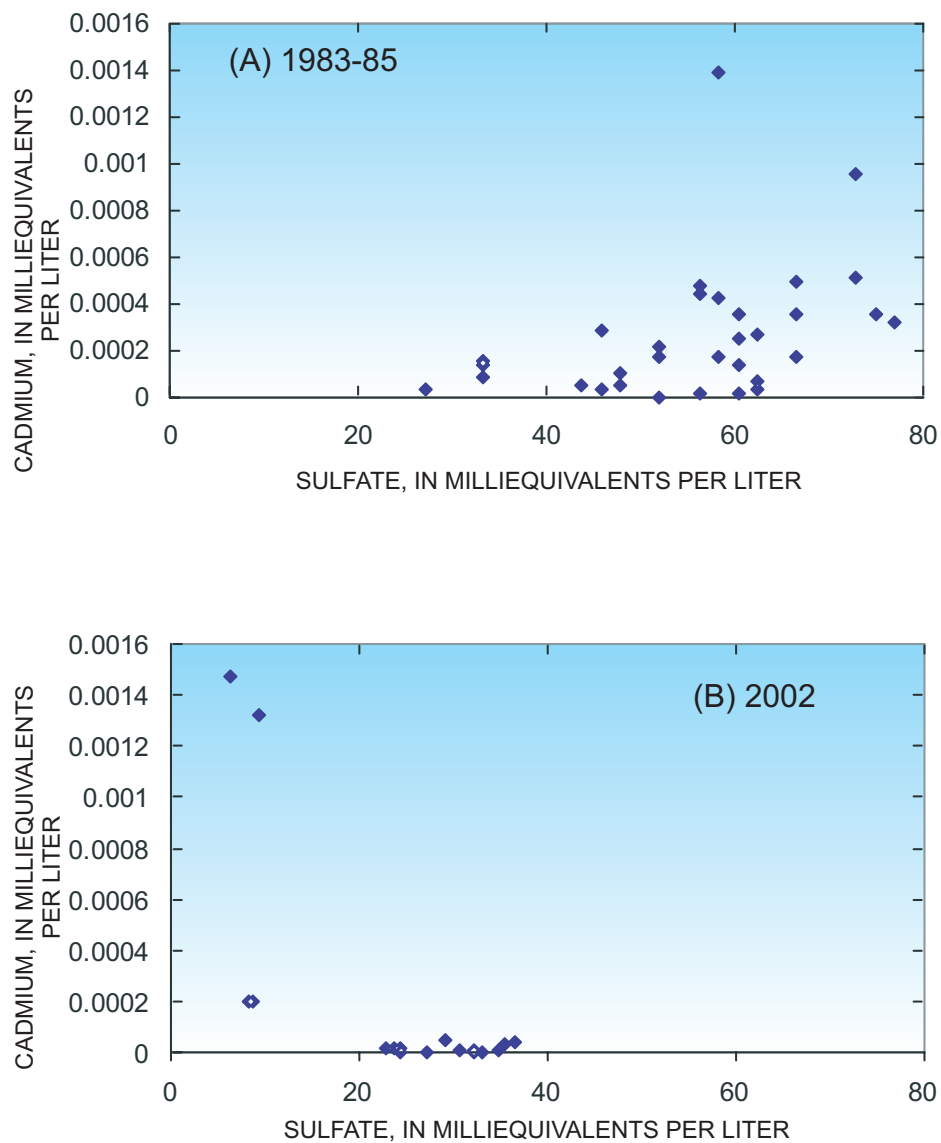 (A) 1983-85
CADMIUM, IN MILLIEQUIVALENTS
PER LITER
0.0016
0.0014
0.0012
0.001
0.0008
0.0006
0.0004
0.0002
0
0 20 40 60 80
SULFATE, IN MILLIEQUIVALENTS PER LITER
(B) 2002
CADMIUM, IN MILLIEQUIVALENTS
PER LITER
0.0016
0.0014
0.0012
0.001
0.0008
0.0006
0.0004
0.0002
0
0 20 40 60 80
SULFATE, IN MILLIEQUIVALENTS PER LITER